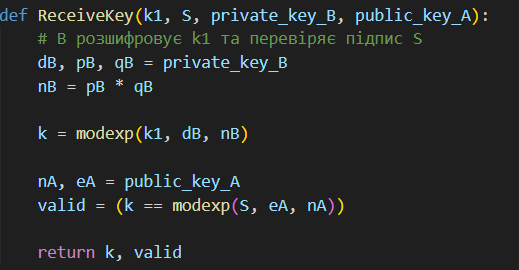 def ReceiveKey(k1, S, private_key_B, public_key_A):
    # B розшифровує k1 та перевіряє підпис S
    dB, pB, qB = private_key_B
    nB = pB * qB
    k = modexp(k1, dB, nB)
    nA, eA = public_key_A
    valid = (k == modexp(S, eA, nA))
    return k, valid